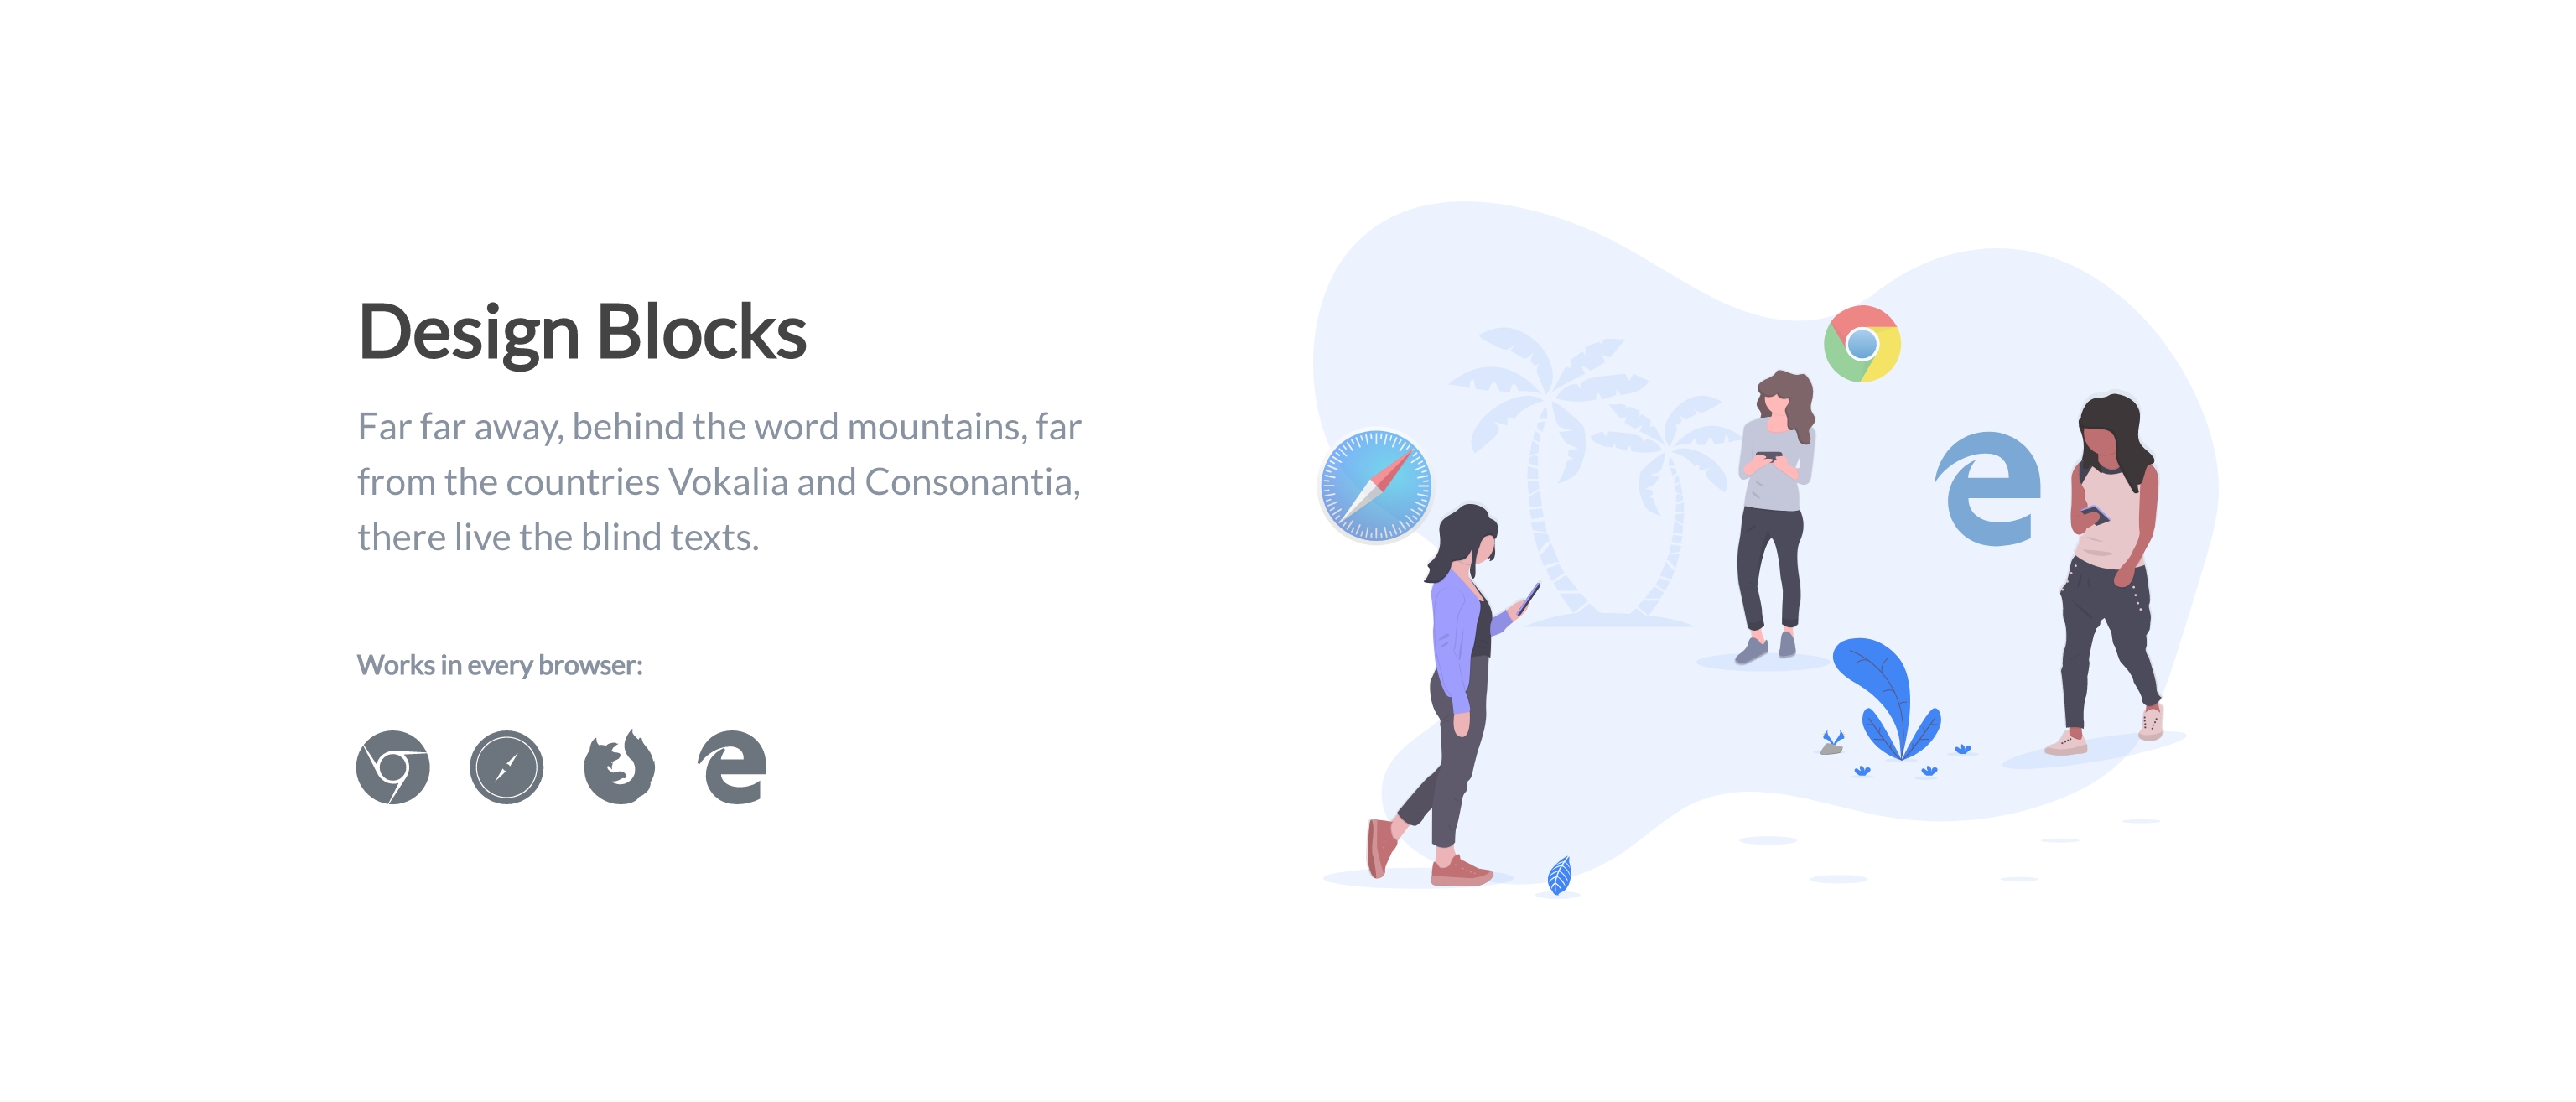 Design Blocks
Far far away, behind the word mountains, far
from the countries Vokalia and Consonantia,
there live the blind texts.
Works in every browser: